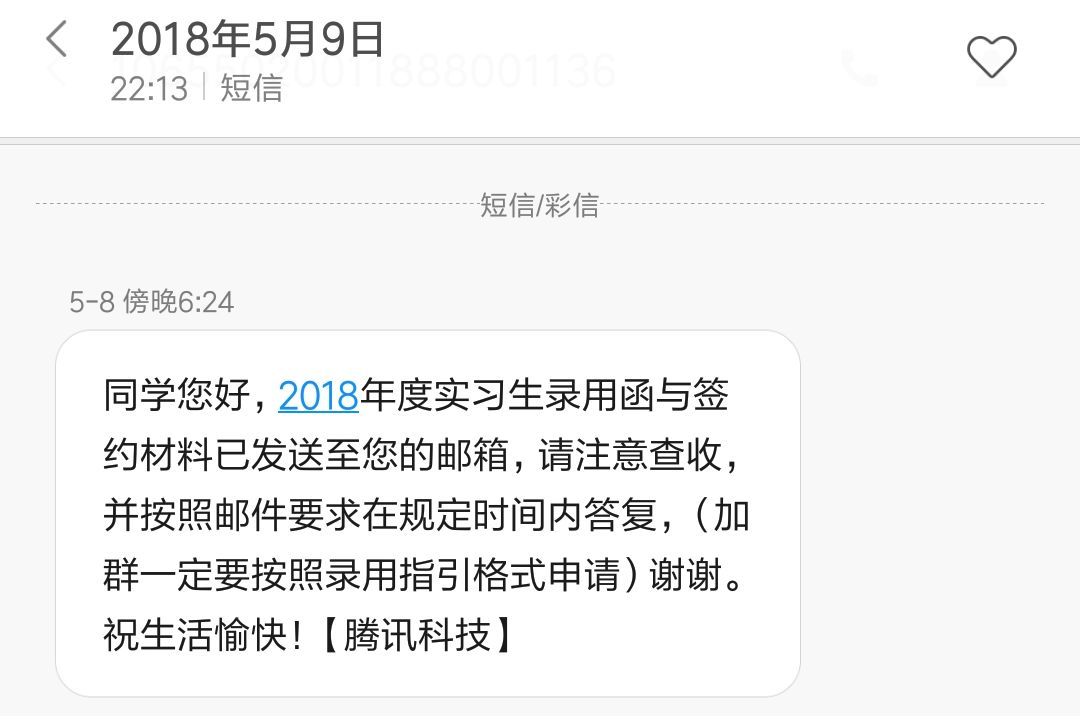 2018年5月9日
10655020011888001136
22:13 | 短信
短信/彩信
5-8 傍晚6:24
同学您好，2018年度实习生录用函与签
约材料已发送至您的邮箱，请注意查收，
并按照邮件要求在规定时间内答复，（加
群一定要按照录用指引格式申请）谢谢。
祝生活愉快！【腾讯科技】